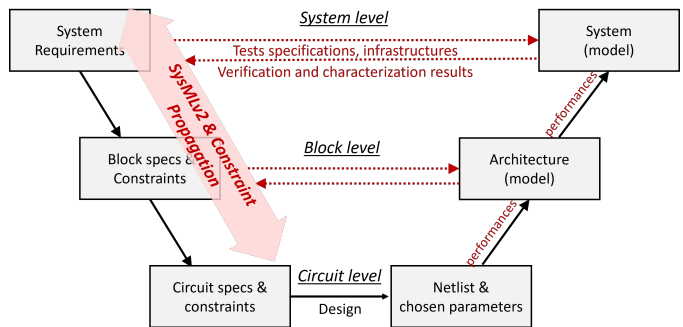 System
Requirements
System level
System
(model)
Tests specifications, infrastructures
Verification and characterization results
SysMLv2 & Constraint
Propagation
performances
Block specs &
Constraints
Block level
Architecture
(model)
performances
Circuit specs &
constraints
Circuit level
Design
Netlist &
chosen parameters